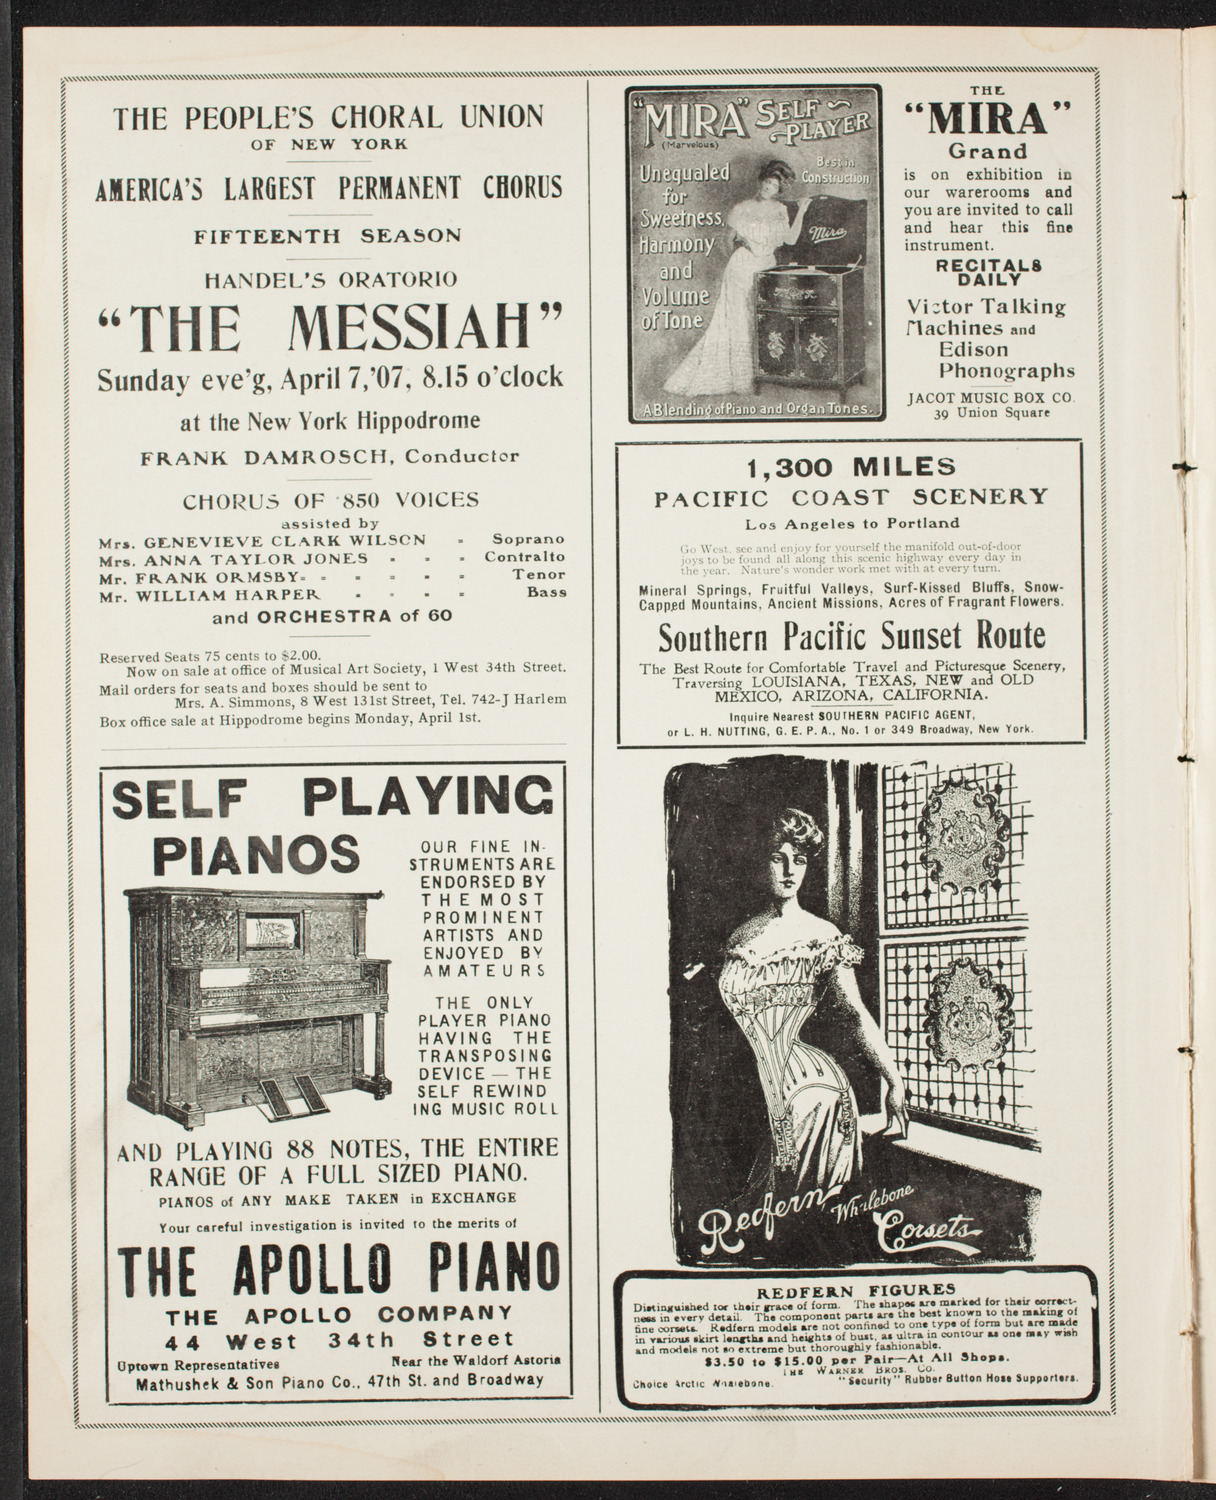 THE PEOPLE'S CHORAL UNION
OF NEW YORK
AMERICA'S LARGEST PERMANENT CHORUS
FIFTEENTH SEASON
HANDEL'S ORATORIO
"THE MESSIAH"
Sunday eve'g, April 7,'07, 8.15 o'clock
at the New York Hippodrome
FRANK DAMROSCH, Conductor
CHORUS OF 850 VOICES
assisted by
Mrs. GENEVIEVE CLARK WILSON - Soprano
Mrs. ANNA TAYLOR JONES - - - Contralto
Mr. FRANK ORMSBY - - - - - Tenor
Mr. WILLIAM HARPER - - - - Bass
and ORCHESTRA of 60
Reserved Seats 75 cents to $2.00.
Now on sale at office of Musical Art Society, 1 West 34th Street.
Mail orders for seats and boxes should be sent to
Mrs. A. Simmons, 8 West 131st Street, Tel. 742-J Harlem
Box office sale at Hippodrome begins Monday, April 1st.
SELF PLAYING
PIANOS
OUR FINE IN-
STRUMENTS ARE
ENDORSED BY
THE MOST
PROMINENT
ARTISTS AND
ENJOYED BY
AMATEURS
THE ONLY
PLAYER PIANO
HAVING THE
TRANSPOSING
DEVICE — THE
SELF REWIND
ING MUSIC ROLL
AND PLAYING 88 NOTES, THE ENTIRE
RANGE OF A FULL SIZED PIANO.
PIANOS of ANY MAKE TAKEN in EXCHANGE
Your careful investigation is invited to the merits of
THE APOLLO PIANO
THE APOLLO COMPANY
44 West 34th Street
Uptown Representatives Near the Waldorf Astoria
Mathushek & Son Piano Co., 47th St. and Broadway
"MIRA" SELF
PLAYER
(Marvelous)
Unequaled
for
Sweetness,
Harmony
and
Volume
of Tone
Best in
Construction
Mira
A Blending of Piano and Organ Tones.
THE
"MIRA"
Grand
is on exhibition in
our warerooms and
you are invited to call
and hear this fine
instrument.
RECITALS
DAILY
Victor Talking
Machines and
Edison
Phonographs
JACOT MUSIC BOX CO.
39 Union Square
1,300 MILES
PACIFIC COAST SCENERY
Los Angeles to Portland
Go West, see and enjoy for yourself the manifold out-of-door
joys to be found all along this scenic highway every day in
the year. Nature's wonder work met with at every turn.
Mineral Springs, Fruitful Valleys, Surf-Kissed Bluffs, Snow-
Capped Mountains, Ancient Missions, Acres of Fragrant Flowers.
Southern Pacific Sunset Route
The Best Route for Comfortable Travel and Picturesque Scenery,
Traversing LOUISIANA, TEXAS, NEW and OLD
MEXICO, ARIZONA, CALIFORNIA.
Inquire Nearest SOUTHERN PACIFIC AGENT,
or L. H. NUTTING, G. E. P. A., No. 1 or 349 Broadway, New York.
Redfern Whalebone
Corsets
REDFERN FIGURES
Distinguished for their grace of form. The shapes are marked for their correct-
ness in every detail. The component parts are the best known to the making of
fine corsets. Redfern models are not confined to one type of form but are made
in various skirt lengths and heights of bust, as ultra in contour as one may wish
and models not so extreme but thoroughly fashionable.
$3.50 to $15.00 per Pair—At All Shops.
THE WARNER BROS. CO.
Choice Arctic Whalebone. "Security" Rubber Button Hose Supporters.